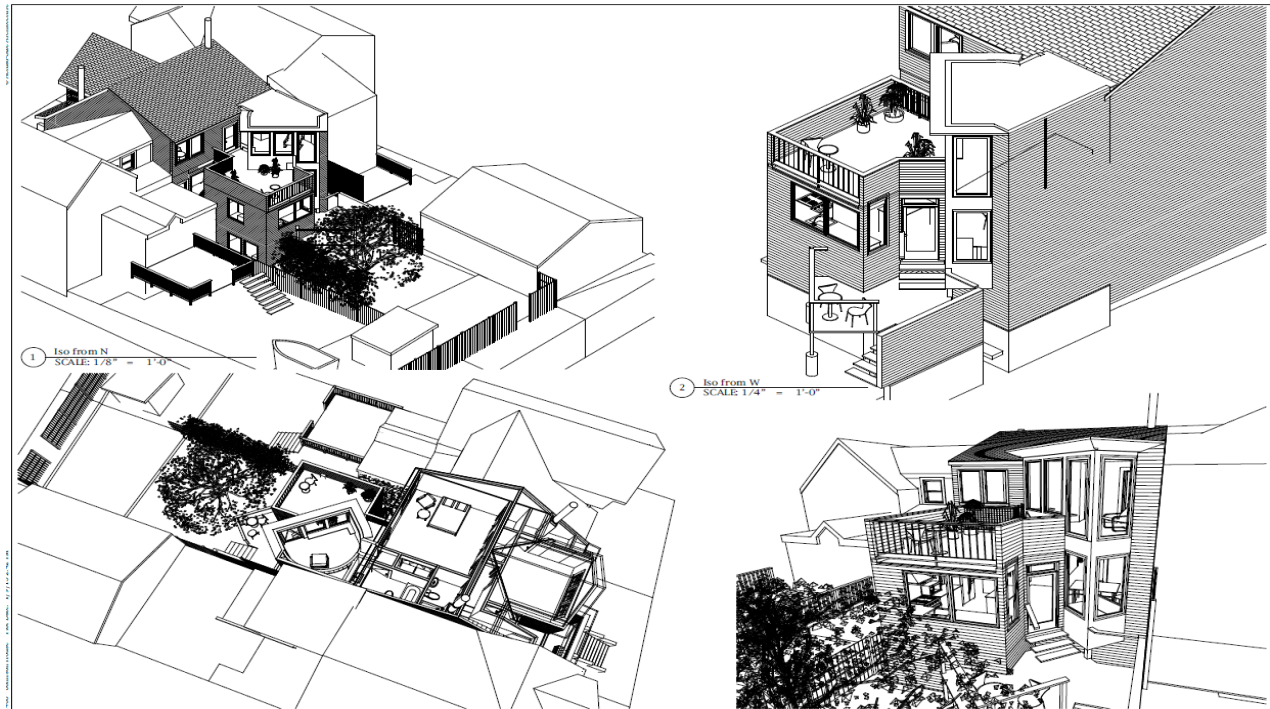 1
Iso from N
SCALE: 1/8" = 1'-0"
2
Iso from W
SCALE: 1/4" = 1'-0"